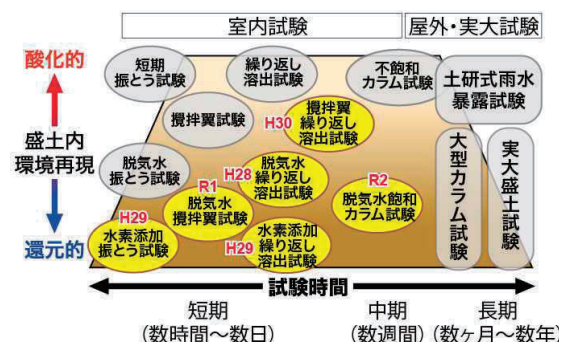 室内試験
屋外・実大試験
酸化的
盛土内
環境再現
還元的
短期
振とう試験
繰り返し
溶出試験
不飽和
カラム試験
土研式雨水
暴露試験
攪拌翼試験
H30
攪拌翼
繰り返し
溶出試験
脱気水
振とう試験
H28
脱気水
繰り返し
溶出試験
R1
脱気水
攪拌翼試験
R2
脱気水飽和
カラム試験
H29
水素添加
振とう試験
H29
水素添加
繰り返し
溶出試験
大型カラム試験
実大盛土試験
試験時間
短期
(数時間～数日)
中期
(数週間)
長期
(数ヶ月～数年)